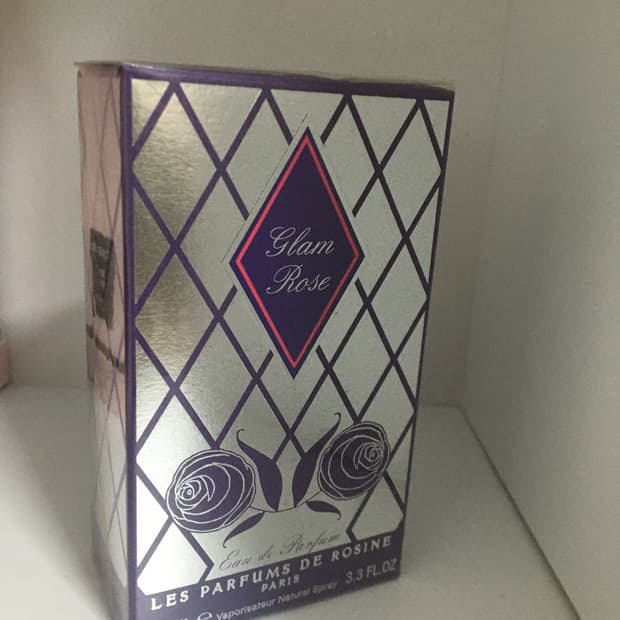 Glam
Rose
Eau de Parfum
LES PARFUMS DE ROSINE
PARIS
℮ Vaporisateur Natural Spray 3.3 FL.OZ